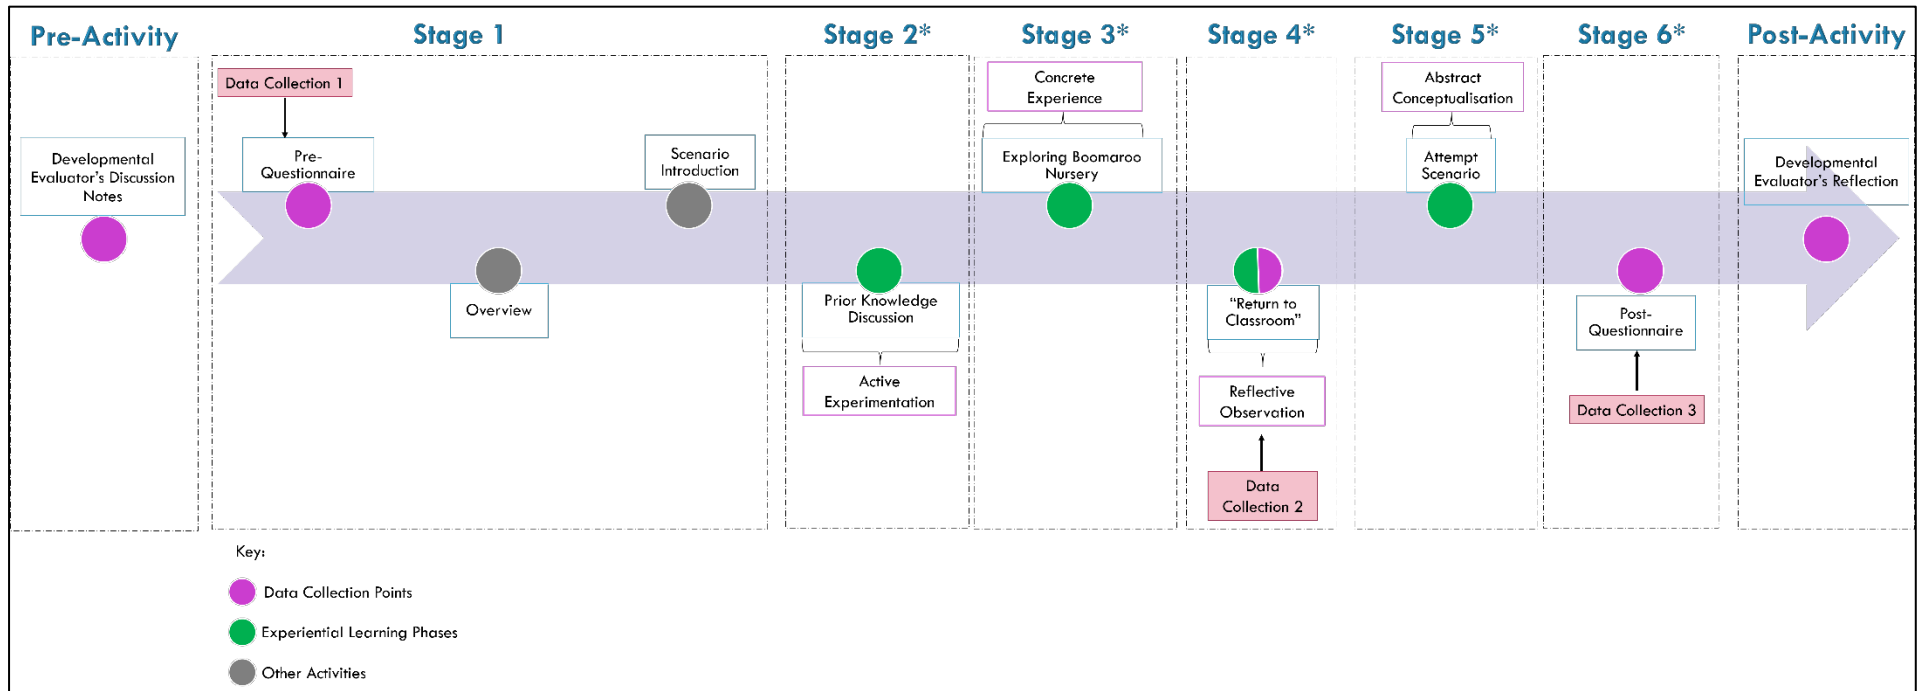 Pre-Activity
Stage 1
Stage 2*
Stage 3*
Stage 4*
Stage 5*
Stage 6*
Post-Activity
Developmental
Evaluator's Discussion
Notes
Data Collection 1
Pre-
Questionnaire
Overview
Scenario
Introduction
Prior Knowledge
Discussion
Active
Experimentation
Concrete
Experience
Exploring Boomaroo
Nursery
"Return to
Classroom"
Reflective
Observation
Data
Collection 2
Abstract
Conceptualisation
Attempt
Scenario
Post-
Questionnaire
Data Collection 3
Developmental
Evaluator's Reflection
Key:
Data Collection Points
Experiential Learning Phases
Other Activities